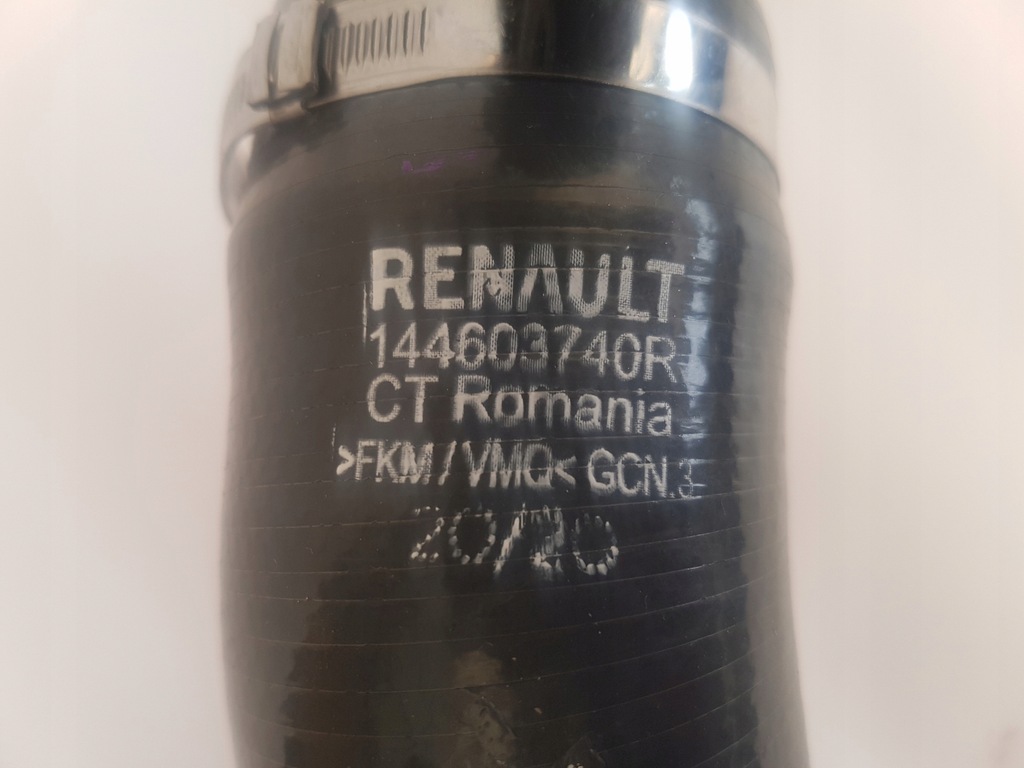 RENAULT
144603740R
CT Romania
>FKM/VMQ< GCN.3